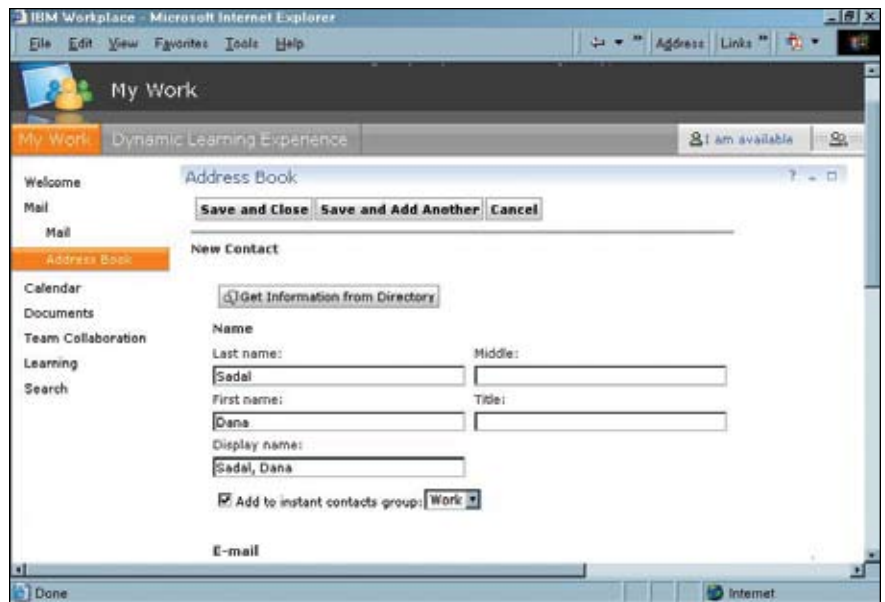 IBM Workplace - Microsoft Internet Explorer
File Edit View Favorites Tools Help
Address Links
My Work
My Work Dynamic Learning Experience
I am available
Welcome
Mail
Mail
Address Book
Calendar
Documents
Team Collaboration
Learning
Search
Address Book
? - □
Save and Close Save and Add Another Cancel
New Contact
Get Information from Directory
Name
Last name: Middle:
Sadal
First name: Title:
Dana
Display name:
Sadal, Dana
Add to instant contacts group: Work
E-mail
Done
Internet